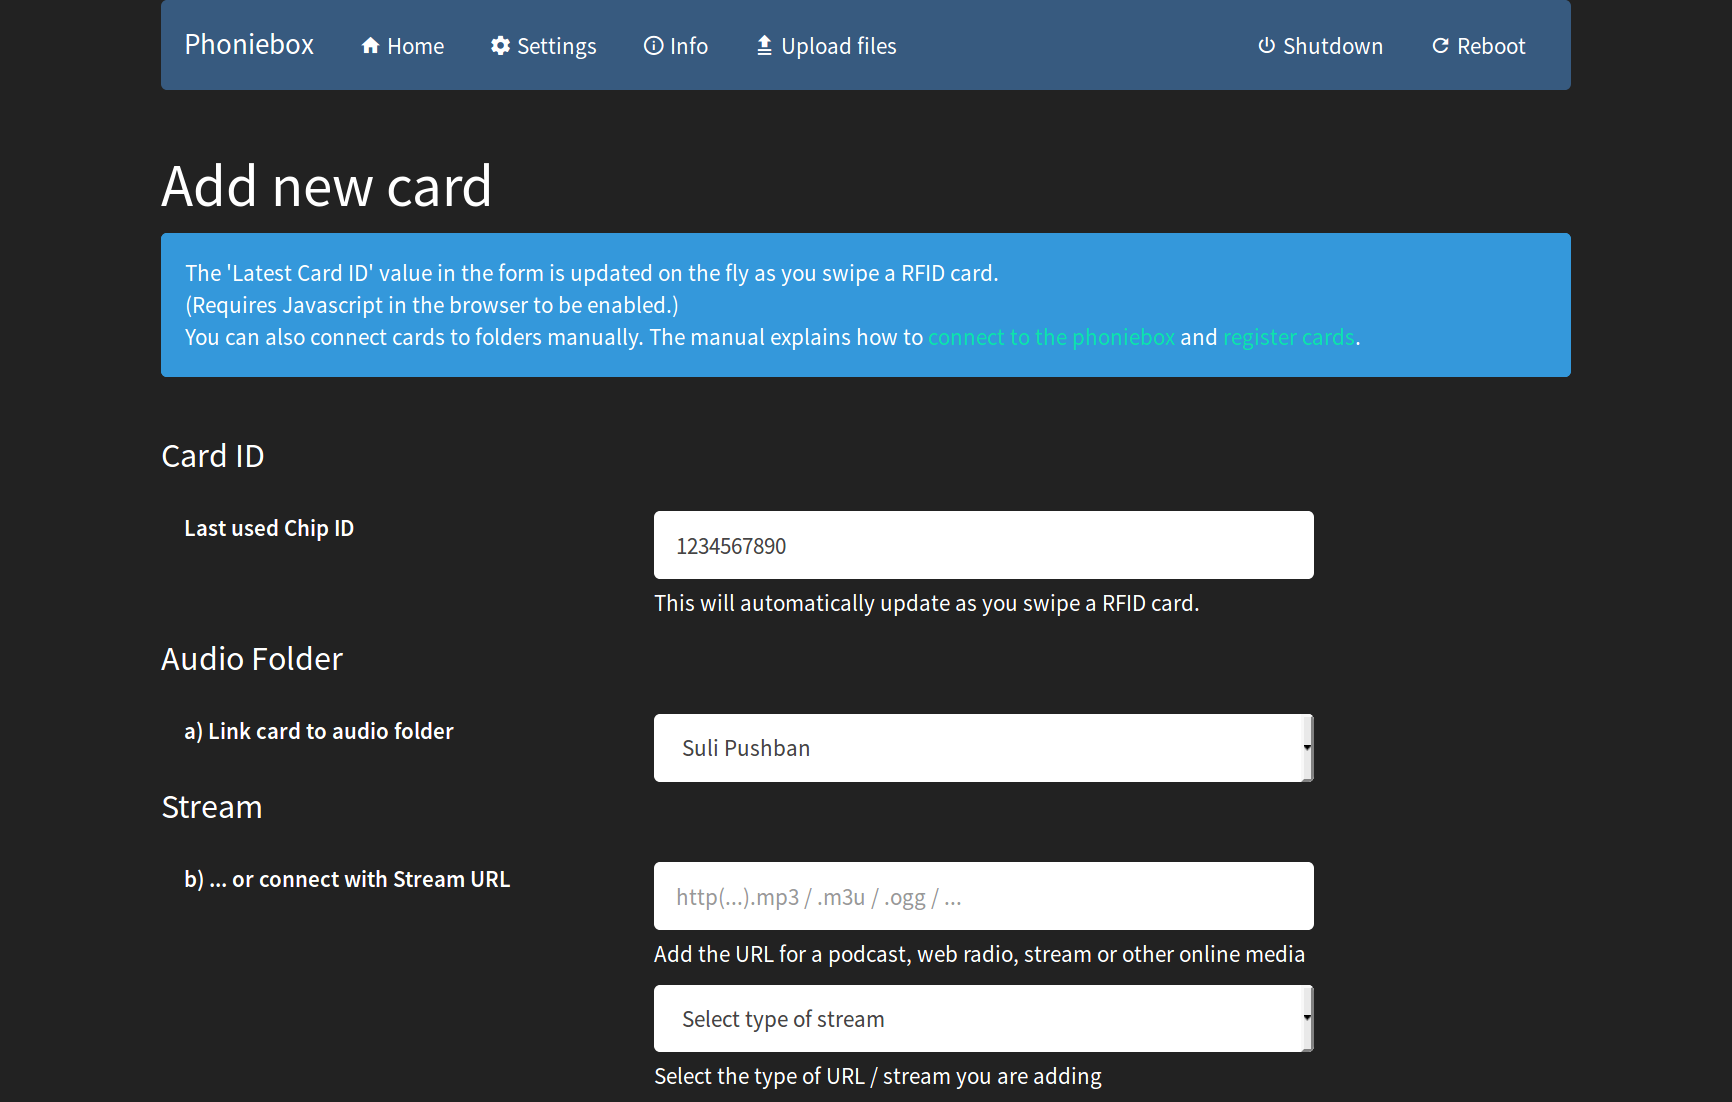 Phoniebox Home Settings Info Upload files Shutdown Reboot
Add new card
The 'Latest Card ID' value in the form is updated on the fly as you swipe a RFID card.
(Requires Javascript in the browser to be enabled.)
You can also connect cards to folders manually. The manual explains how to connect to the phoniebox and register cards.
Card ID
Last used Chip ID
1234567890
This will automatically update as you swipe a RFID card.
Audio Folder
a) Link card to audio folder
Suli Pushban
Stream
b) ... or connect with Stream URL
http(...).mp3 / .m3u / .ogg / ...
Add the URL for a podcast, web radio, stream or other online media
Select type of stream
Select the type of URL / stream you are adding